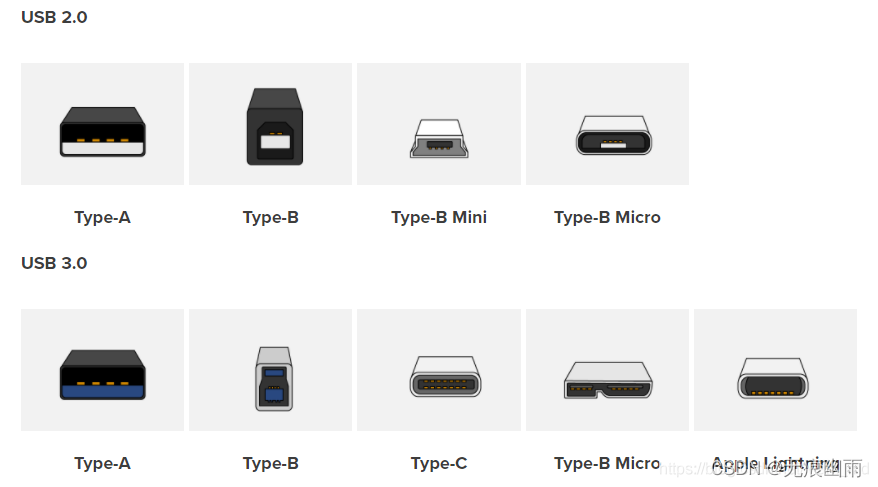 USB 2.0
Type-A Type-B Type-B Mini Type-B Micro
USB 3.0
Type-A Type-B Type-C Type-B Micro Apple Lightning
CSDN @无痕幽雨